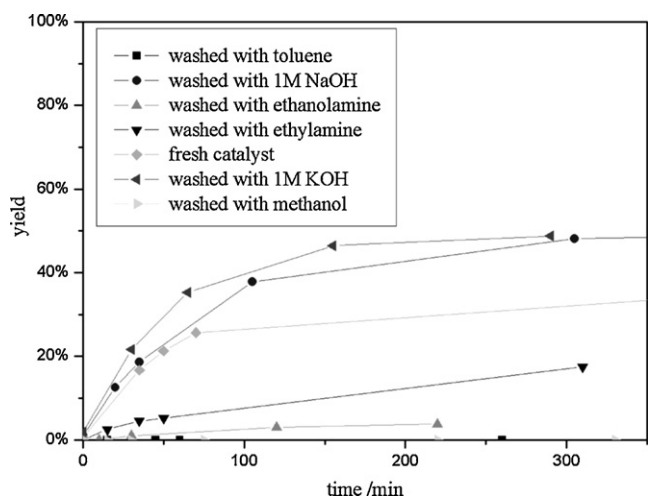 100%
80%
60%
40%
20%
0%
yield
washed with toluene
washed with 1M NaOH
washed with ethanolamine
washed with ethylamine
fresh catalyst
washed with 1M KOH
washed with methanol
0
100
200
300
time /min